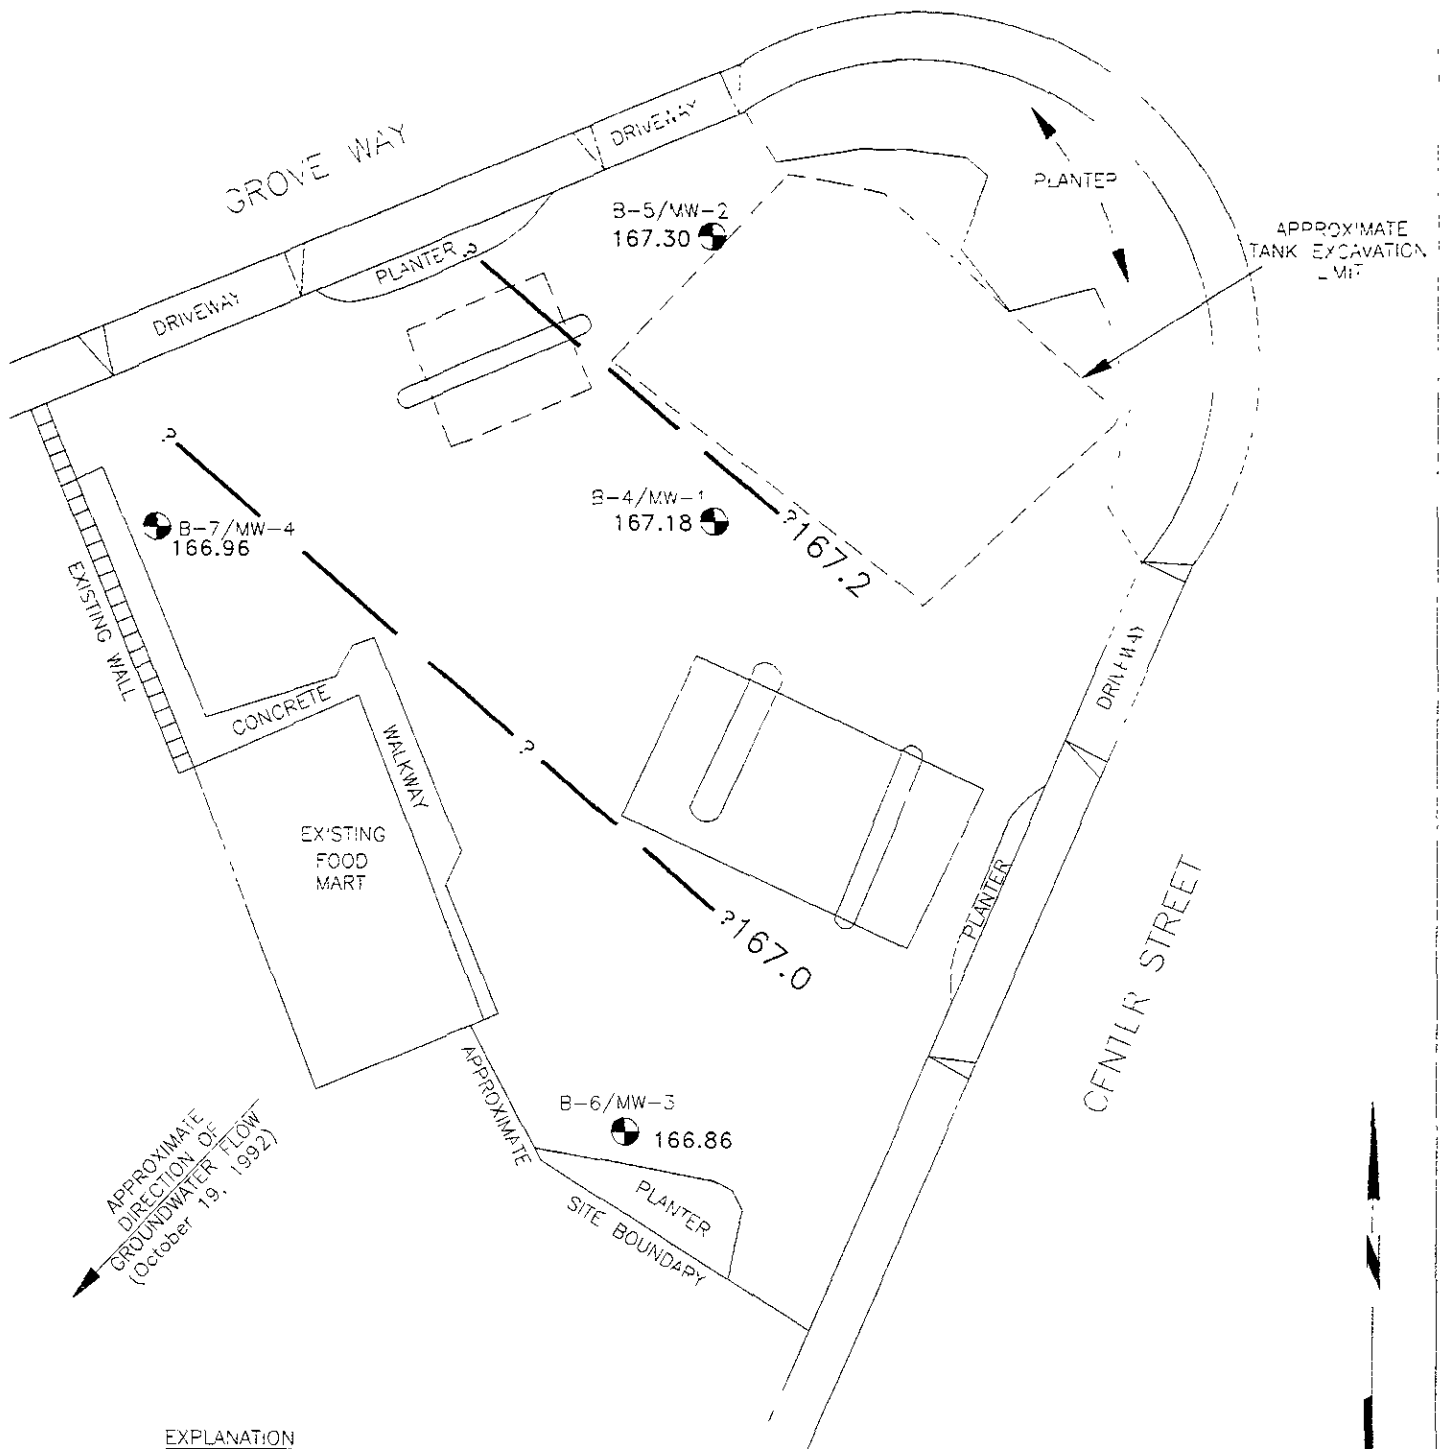 GROVE WAY
DRIVEWAY
PLANTER
B-5/MW-2
167.30
APPROXIMATE
TANK EXCAVATION
LMIT
PLANTER ?
DRIVEWAY
?
B-7/MW-4
166.96
B-4/MW-1
167.18
?167.2
EXISTING WALL
DRIVEWAY
CONCRETE
WALKWAY
?
EXISTING
FOOD
MART
PLANTER
?167.0
CENTER STREET
APPROXIMATE
SITE BOUNDARY
B-6/MW-3
166.86
PLANTER
APPROXIMATE
DIRECTION OF
GROUNDWATER FLOW
(October 19, 1992)
EXPLANATION